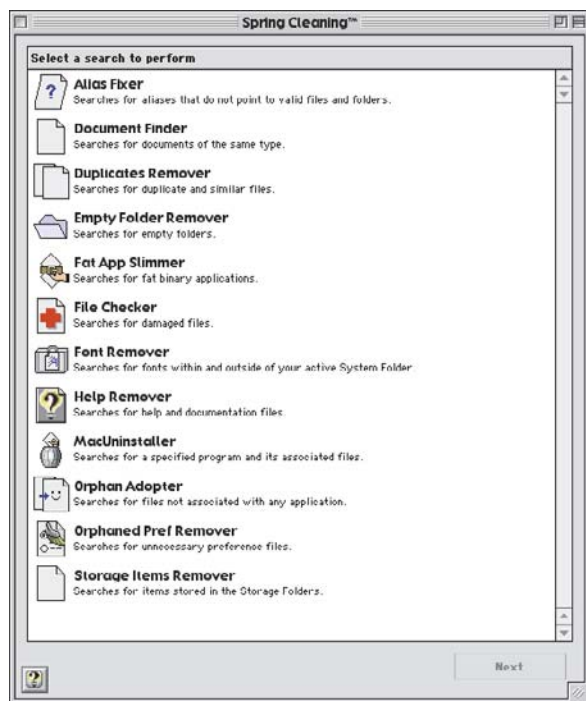 Spring Cleaning™
Select a search to perform
Alias Fixer
Searches for aliases that do not point to valid files and folders.
Document Finder
Searches for documents of the same type.
Duplicates Remover
Searches for duplicate and similar files.
Empty Folder Remover
Searches for empty folders.
Fat App Slimmer
Searches for fat binary applications.
File Checker
Searches for damaged files.
Font Remover
Searches for fonts within and outside of your active System Folder
Help Remover
Searches for help and documentation files.
MacUninstaller
Searches for a specified program and its associated files.
Orphan Adopter
Searches for files not associated with any application.
Orphaned Pref Remover
Searches for unnecessary preference files.
Storage Items Remover
Searches for items stored in the Storage Folders.
Next